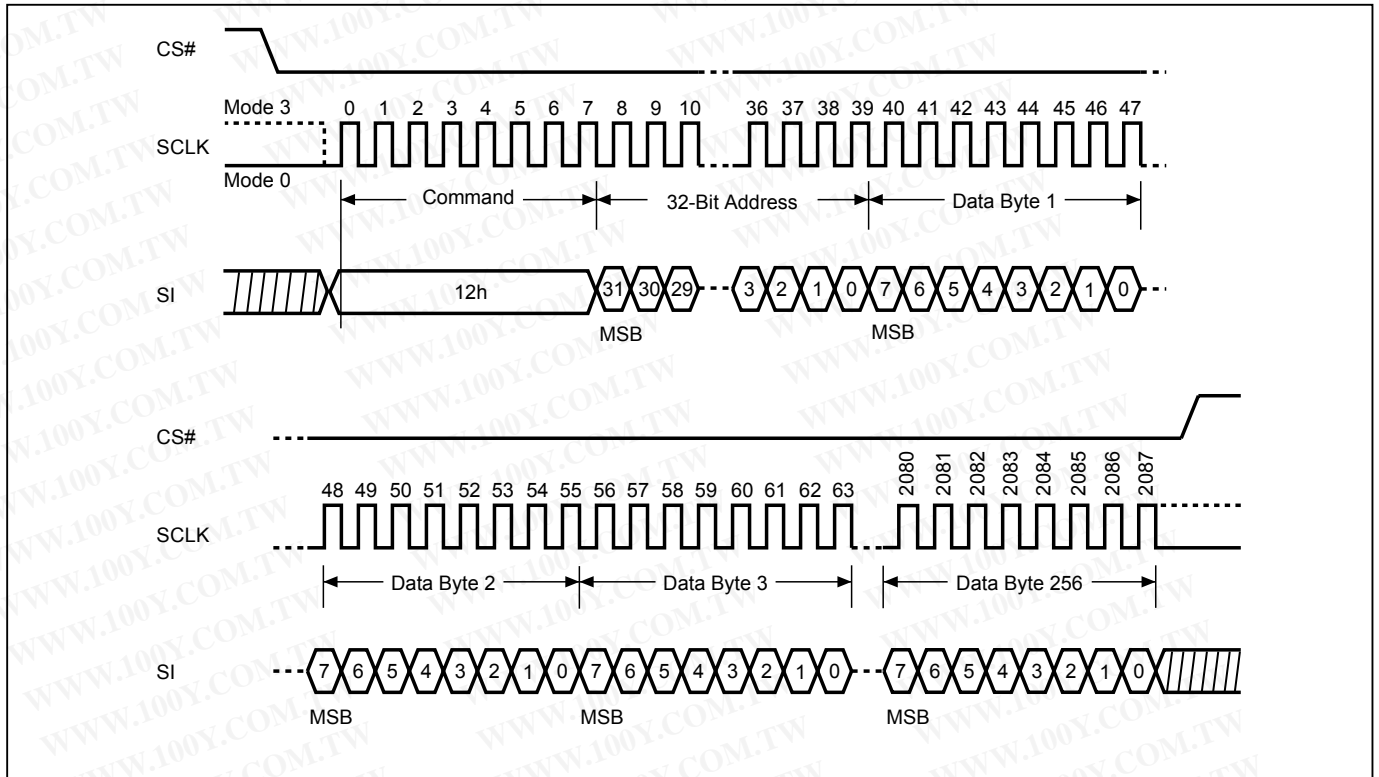 CS#
Mode 3 0 1 2 3 4 5 6 7 8 9 10 36 37 38 39 40 41 42 43 44 45 46 47
SCLK
Mode 0
Command 32-Bit Address Data Byte 1
SI 12h 31 30 29 3 2 1 0 7 6 5 4 3 2 1 0
MSB MSB
CS#
48 49 50 51 52 53 54 55 56 57 58 59 60 61 62 63 2080 2081 2082 2083 2084 2085 2086 2087
SCLK
Data Byte 2 Data Byte 3 Data Byte 256
SI 7 6 5 4 3 2 1 0 7 6 5 4 3 2 1 0 7 6 5 4 3 2 1 0
MSB MSB MSB
WWW.100Y.COM.TW